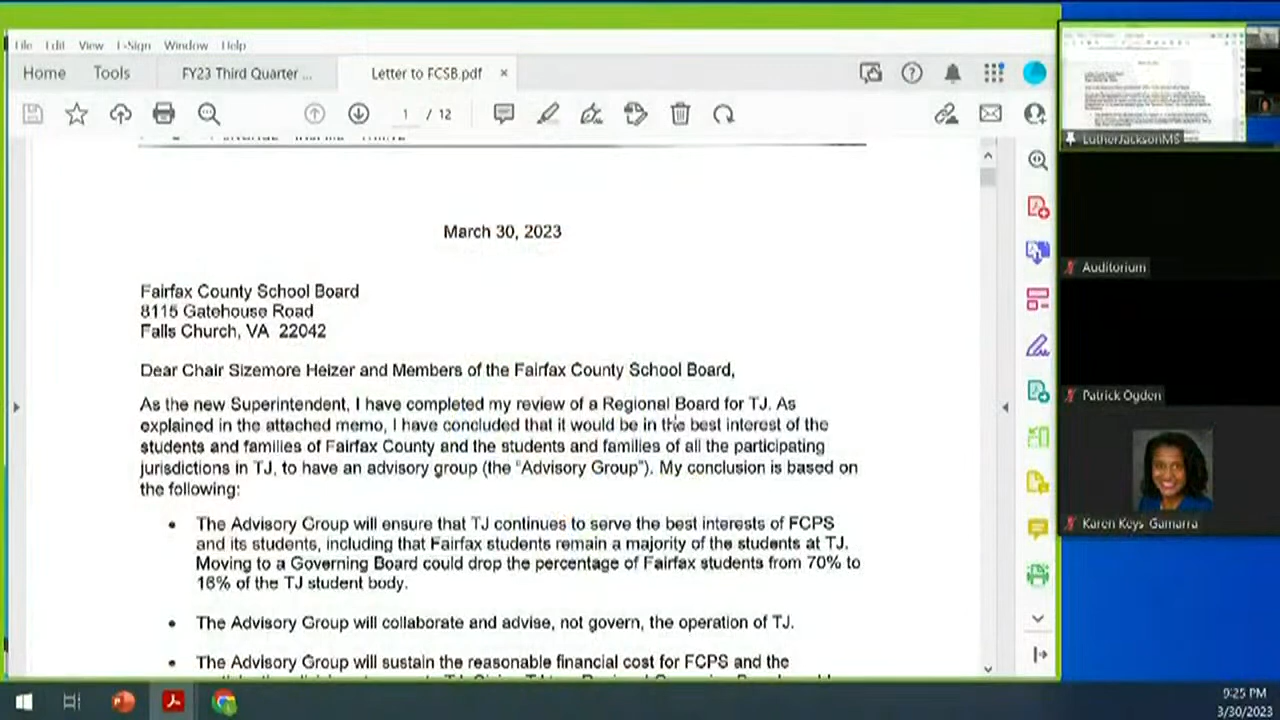 File Edit View E-Sign Window Help
Home Tools FY23 Third Quarter ... Letter to FCSB.pdf ×
/ 12
March 30, 2023
Fairfax County School Board
8115 Gatehouse Road
Falls Church, VA 22042
Dear Chair Sizemore Heizer and Members of the Fairfax County School Board,
As the new Superintendent, I have completed my review of a Regional Board for TJ. As
explained in the attached memo, I have concluded that it would be in the best interest of the
students and families of Fairfax County and the students and families of all the participating
jurisdictions in TJ, to have an advisory group (the "Advisory Group"). My conclusion is based on
the following:
• The Advisory Group will ensure that TJ continues to serve the best interests of FCPS
and its students, including that Fairfax students remain a majority of the students at TJ.
Moving to a Governing Board could drop the percentage of Fairfax students from 70% to
16% of the TJ student body.
• The Advisory Group will collaborate and advise, not govern, the operation of TJ.
• The Advisory Group will sustain the reasonable financial cost for FCPS and the
LutherJacksonMS
Auditorium
Patrick Ogden
Karen Keys-Gamarra
9:25 PM
3/30/2023